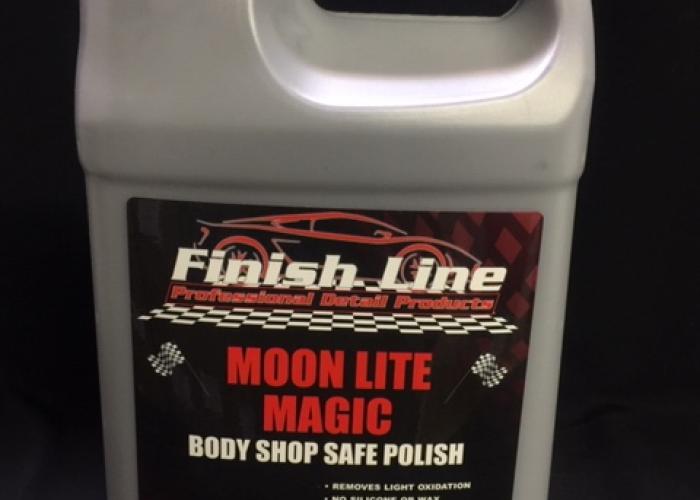 Finish Line
Professional Detail Products
MOON LITE
MAGIC
BODY SHOP SAFE POLISH
• REMOVES LIGHT OXIDATION
• NO SILICONE OR WAX